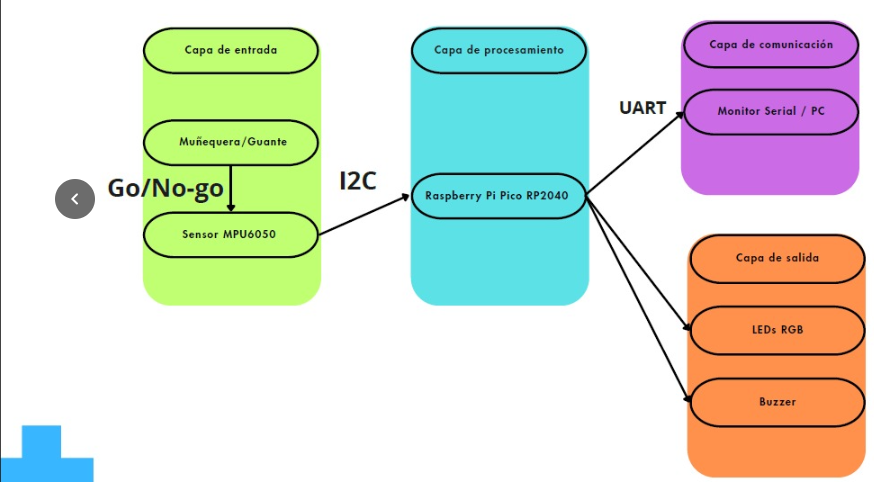 Capa de entrada
Muñequera/Guante
Go/No-go
Sensor MPU6050
I2C
Capa de procesamiento
Raspberry Pi Pico RP2040
UART
Capa de comunicación
Monitor Serial / PC
Capa de salida
LEDs RGB
Buzzer